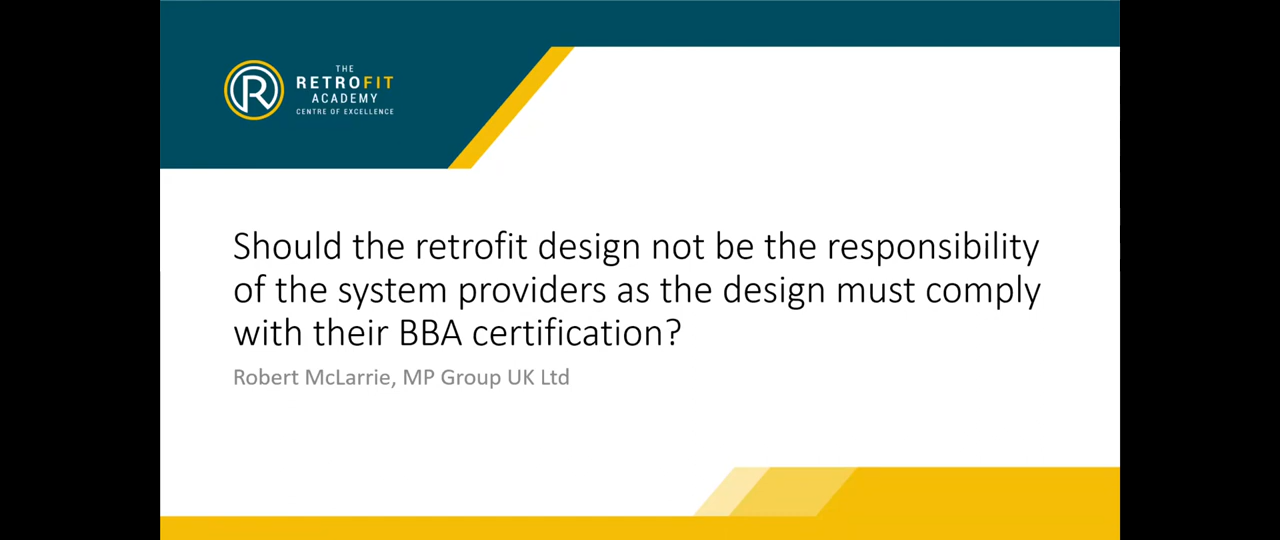 THE
RETROFIT
ACADEMY
CENTRE OF EXCELLENCE
Should the retrofit design not be the responsibility
of the system providers as the design must comply
with their BBA certification?
Robert McLarrie, MP Group UK Ltd